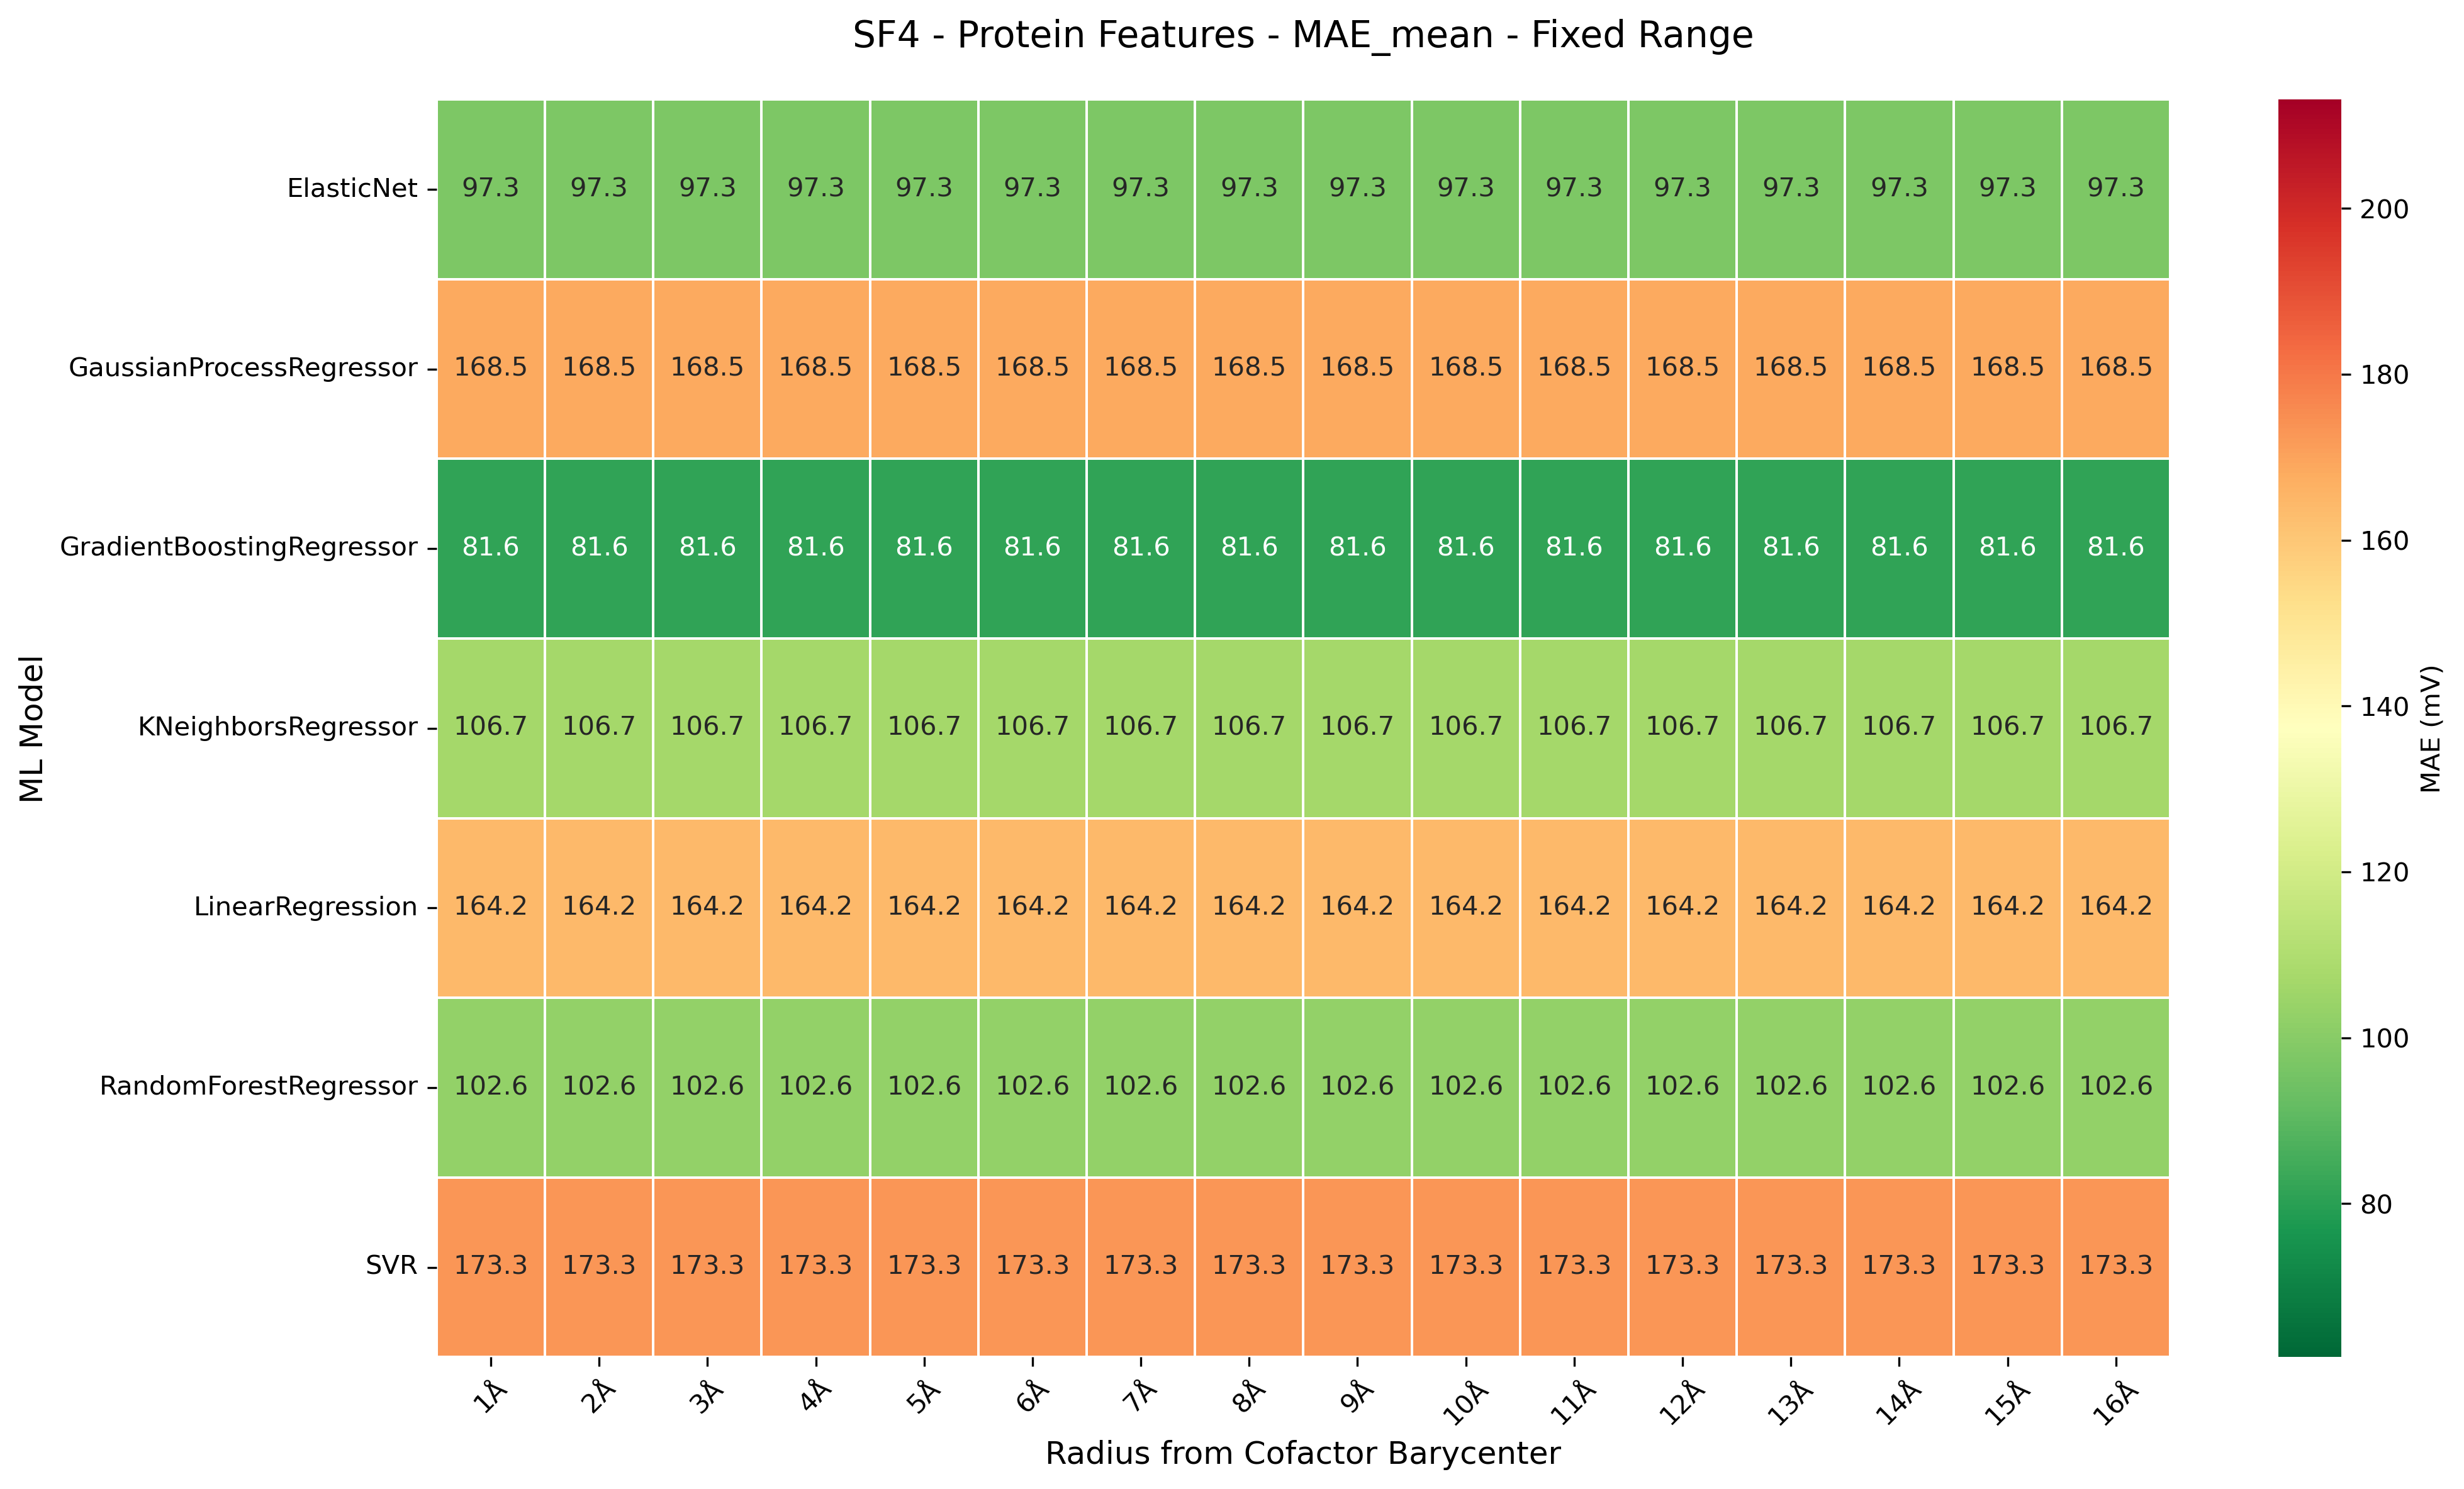 SF4 - Protein Features - MAE_mean - Fixed Range
ElasticNet 97.3 97.3 97.3 97.3 97.3 97.3 97.3 97.3 97.3 97.3 97.3 97.3 97.3 97.3 97.3 97.3
GaussianProcessRegressor 168.5 168.5 168.5 168.5 168.5 168.5 168.5 168.5 168.5 168.5 168.5 168.5 168.5 168.5 168.5 168.5
GradientBoostingRegressor 81.6 81.6 81.6 81.6 81.6 81.6 81.6 81.6 81.6 81.6 81.6 81.6 81.6 81.6 81.6 81.6
KNeighborsRegressor 106.7 106.7 106.7 106.7 106.7 106.7 106.7 106.7 106.7 106.7 106.7 106.7 106.7 106.7 106.7 106.7
LinearRegression 164.2 164.2 164.2 164.2 164.2 164.2 164.2 164.2 164.2 164.2 164.2 164.2 164.2 164.2 164.2 164.2
RandomForestRegressor 102.6 102.6 102.6 102.6 102.6 102.6 102.6 102.6 102.6 102.6 102.6 102.6 102.6 102.6 102.6 102.6
SVR 173.3 173.3 173.3 173.3 173.3 173.3 173.3 173.3 173.3 173.3 173.3 173.3 173.3 173.3 173.3 173.3
1Å 2Å 3Å 4Å 5Å 6Å 7Å 8Å 9Å 10Å 11Å 12Å 13Å 14Å 15Å 16Å
Radius from Cofactor Barycenter
ML Model
200
180
160
140
120
100
80
MAE (mV)